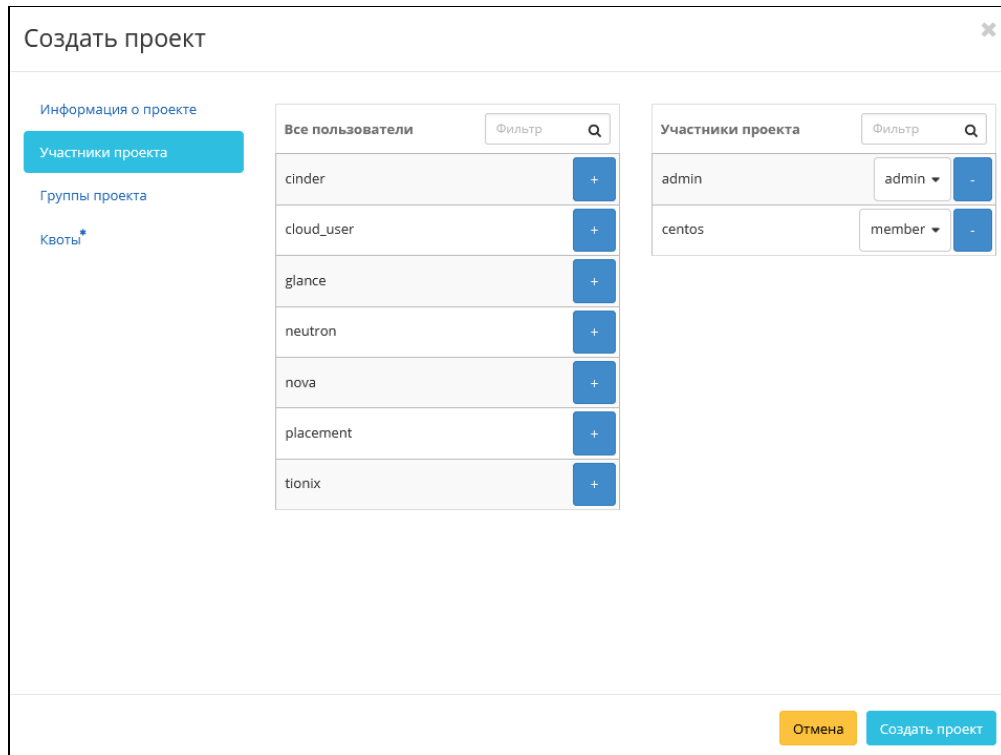 Создать проект
Информация о проекте
Участники проекта
Группы проекта
Квоты*
Все пользователи Фильтр
cinder +
cloud_user +
glance +
neutron +
nova +
placement +
tionix +
Участники проекта Фильтр
admin admin -
centos member -
Отмена Создать проект